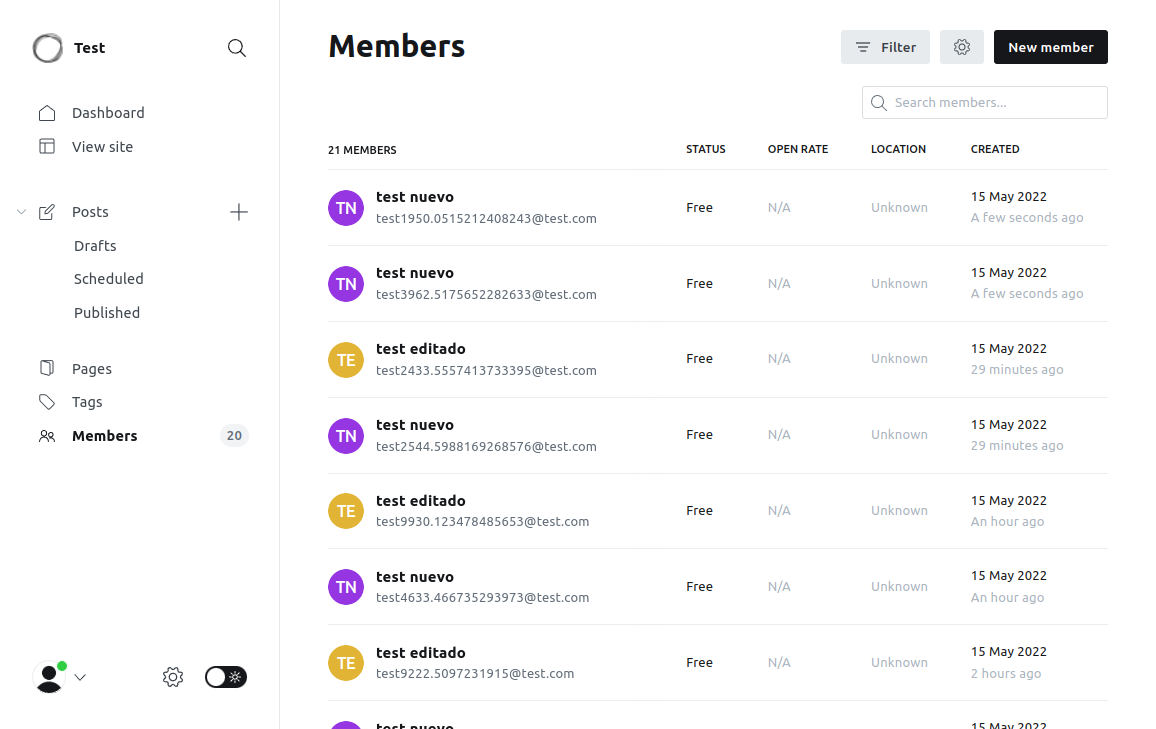 Test
Dashboard
View site
Posts
Drafts
Scheduled
Published
Pages
Tags
Members 20
Members
Filter
New member
Search members...
21 MEMBERS STATUS OPEN RATE LOCATION CREATED
TN test nuevo Free N/A Unknown 15 May 2022
test1950.0515212408243@test.com A few seconds ago
TN test nuevo Free N/A Unknown 15 May 2022
test3962.5175652282633@test.com A few seconds ago
TE test editado Free N/A Unknown 15 May 2022
test2433.5557413733395@test.com 29 minutes ago
TN test nuevo Free N/A Unknown 15 May 2022
test2544.5988169268576@test.com 29 minutes ago
TE test editado Free N/A Unknown 15 May 2022
test9930.123478485653@test.com An hour ago
TN test nuevo Free N/A Unknown 15 May 2022
test4633.466735293973@test.com An hour ago
TE test editado Free N/A Unknown 15 May 2022
test9222.5097231915@test.com 2 hours ago
test nuevo 15 May 2022